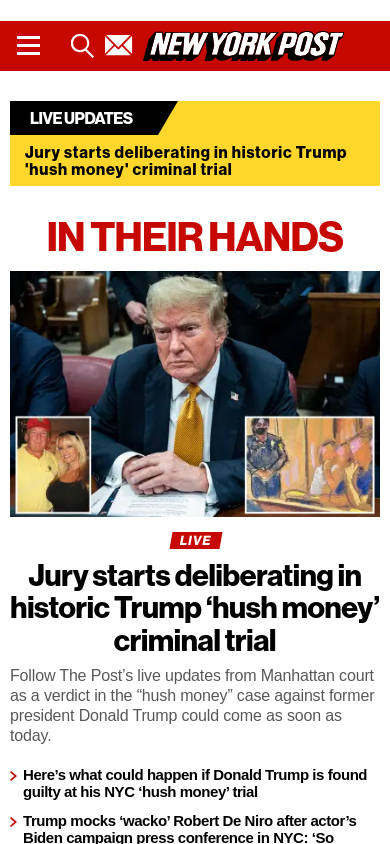 NEW YORK POST
LIVE UPDATES
Jury starts deliberating in historic Trump
'hush money' criminal trial
IN THEIR HANDS
LIVE
Jury starts deliberating in
historic Trump ‘hush money’
criminal trial
Follow The Post’s live updates from Manhattan court
as a verdict in the “hush money” case against former
president Donald Trump could come as soon as
today.
Here’s what could happen if Donald Trump is found
guilty at his NYC ‘hush money’ trial
Trump mocks ‘wacko’ Robert De Niro after actor’s
Biden campaign press conference in NYC: ‘So